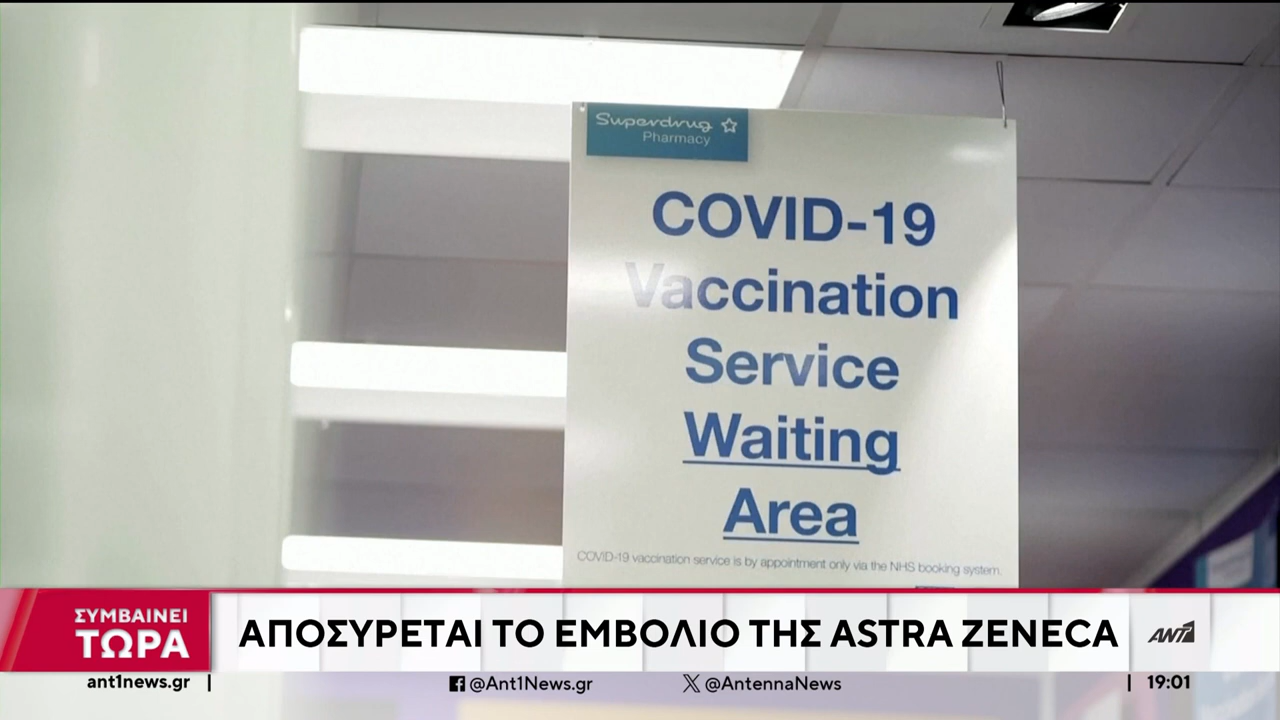 Superdrug
Pharmacy
COVID-19
Vaccination
Service
Waiting
Area
COVID-19 vaccination service is by appointment only via the NHS booking system.
ΣΥΜΒΑΙΝΕΙ
ΤΩΡΑ
ΑΠΟΣΥΡΕΤΑΙ ΤΟ ΕΜΒΟΛΙΟ ΤΗΣ ASTRA ZENECA
ANT1
ant1news.gr
@Ant1News.gr
@AntennaNews
19:01